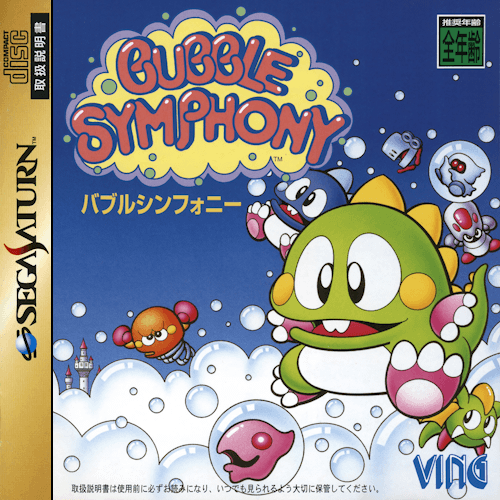 COMPACT
disc
取扱説明書
SEGA SATURN™
BUBBLE
SYMPHONY™
バブルシンフォニー
推奨年齢
全年齢
VING
取扱説明書は使用前に必ずお読みになり、いつでも見られるよう大切に保管してください。